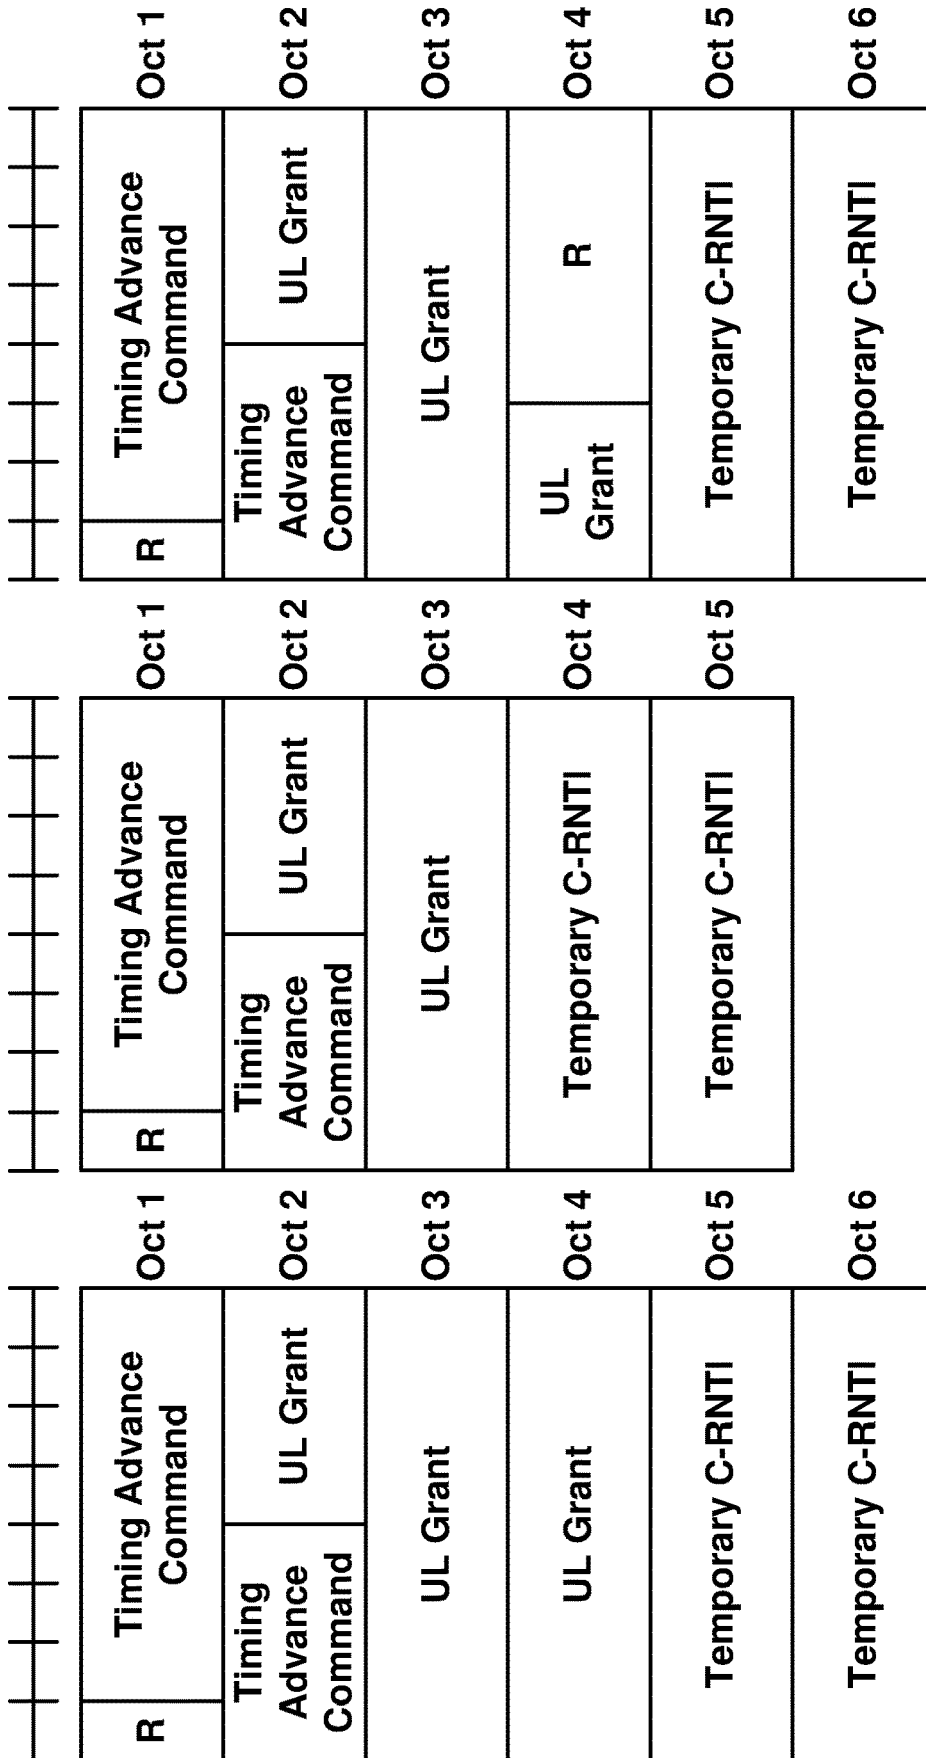 R
Timing Advance
Command
Oct 1
Timing
Advance
Command
UL Grant
Oct 2
UL Grant
Oct 3
UL Grant
Oct 4
Temporary C-RNTI
Oct 5
Temporary C-RNTI
Oct 6
R
Timing Advance
Command
Oct 1
Timing
Advance
Command
UL Grant
Oct 2
UL Grant
Oct 3
Temporary C-RNTI
Oct 4
Temporary C-RNTI
Oct 5
R
Timing Advance
Command
Oct 1
Timing
Advance
Command
UL Grant
Oct 2
UL Grant
Oct 3
UL
Grant
R
Oct 4
Temporary C-RNTI
Oct 5
Temporary C-RNTI
Oct 6